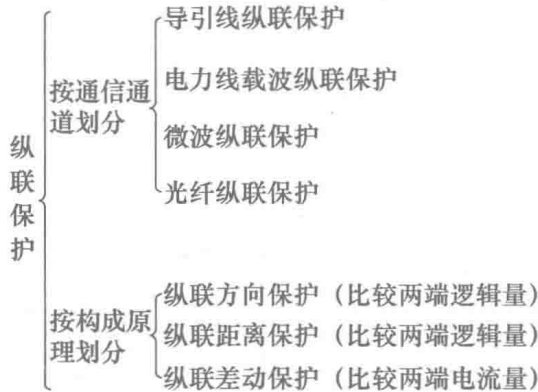 纵联保护
按通信通道划分
导引线纵联保护
电力线载波纵联保护
微波纵联保护
光纤纵联保护
按构成原理划分
纵联方向保护（比较两端逻辑量）
纵联距离保护（比较两端逻辑量）
纵联差动保护（比较两端电流量）